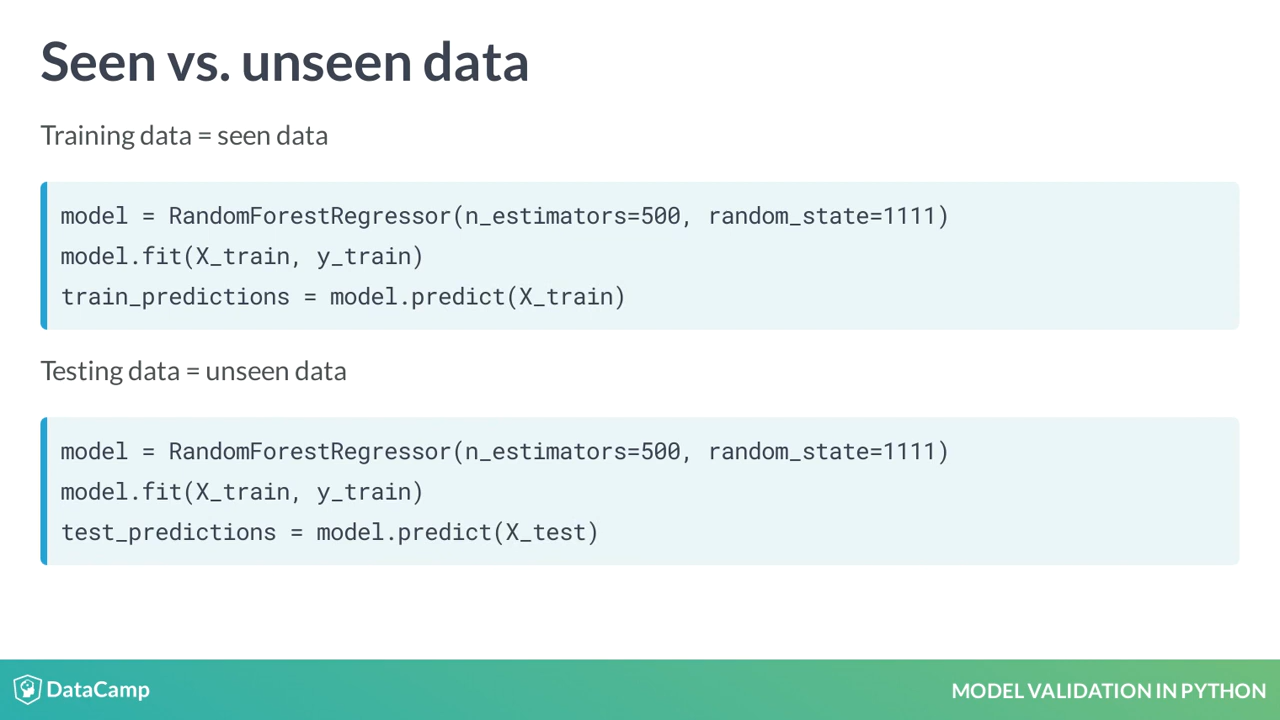 Seen vs. unseen data
Training data = seen data
model = RandomForestRegressor(n_estimators=500, random_state=1111)
model.fit(X_train, y_train)
train_predictions = model.predict(X_train)
Testing data = unseen data
model = RandomForestRegressor(n_estimators=500, random_state=1111)
model.fit(X_train, y_train)
test_predictions = model.predict(X_test)
DataCamp
MODEL VALIDATION IN PYTHON